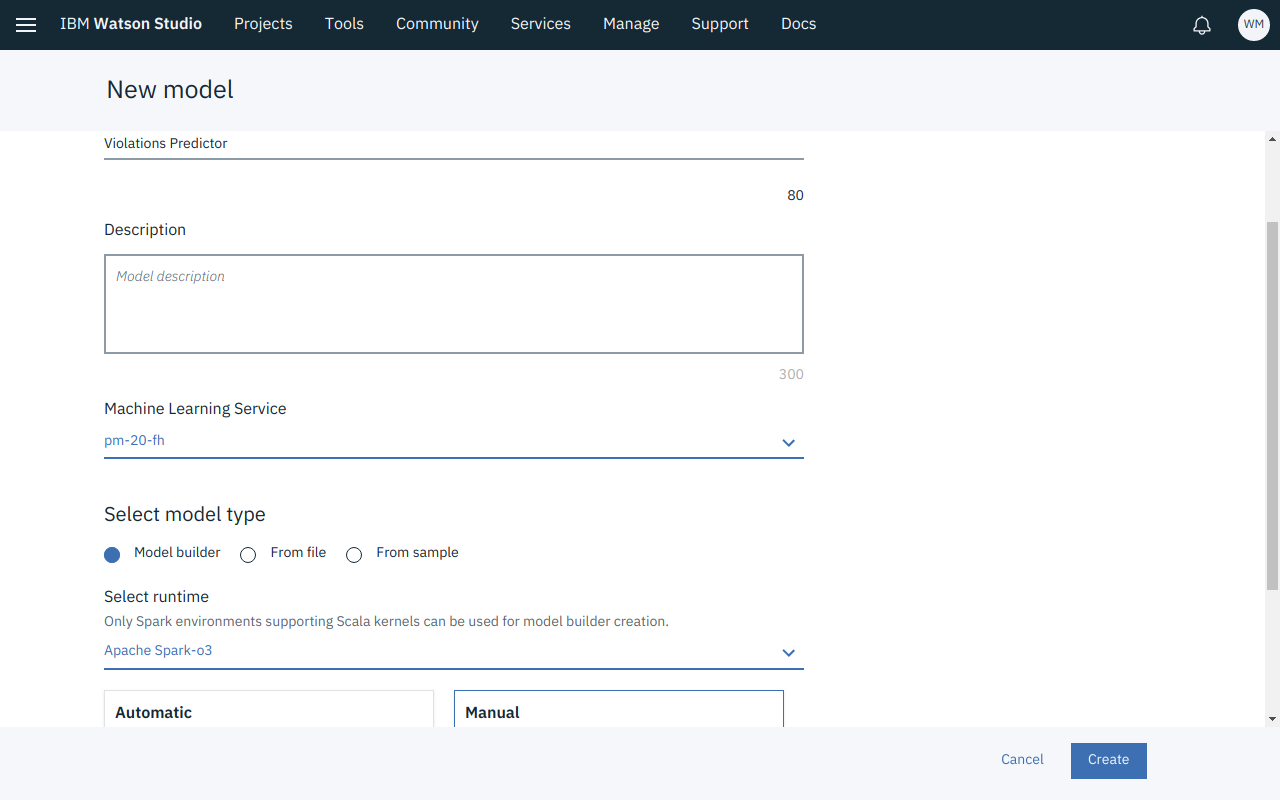 IBM Watson Studio Projects Tools Community Services Manage Support Docs WM
New model
Violations Predictor
80
Description
Model description
300
Machine Learning Service
pm-20-fh
Select model type
Model builder From file From sample
Select runtime
Only Spark environments supporting Scala kernels can be used for model builder creation.
Apache Spark-o3
Automatic Manual
Cancel Create